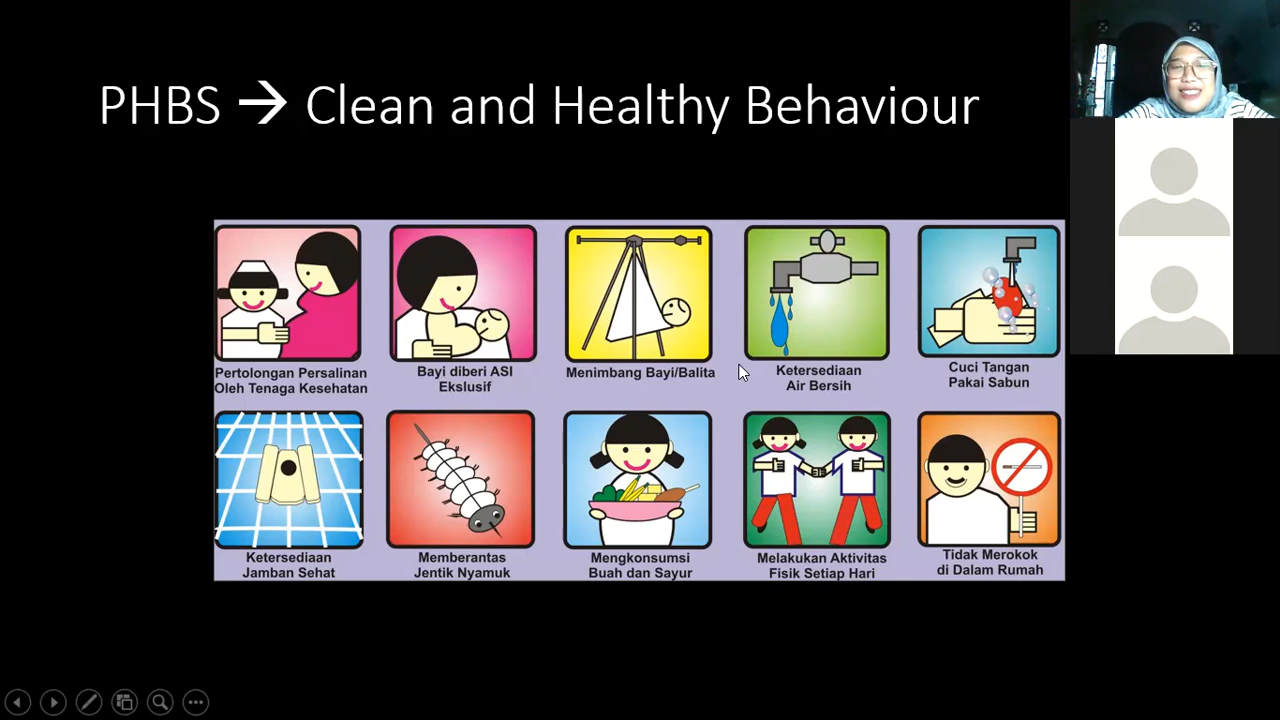 PHBS → Clean and Healthy Behaviour
Pertolongan Persalinan
Oleh Tenaga Kesehatan
Bayi diberi ASI
Ekslusif
Menimbang Bayi/Balita
Ketersediaan
Air Bersih
Cuci Tangan
Pakai Sabun
Ketersediaan
Jamban Sehat
Memberantas
Jentik Nyamuk
Mengkonsumsi
Buah dan Sayur
Melakukan Aktivitas
Fisik Setiap Hari
Tidak Merokok
di Dalam Rumah